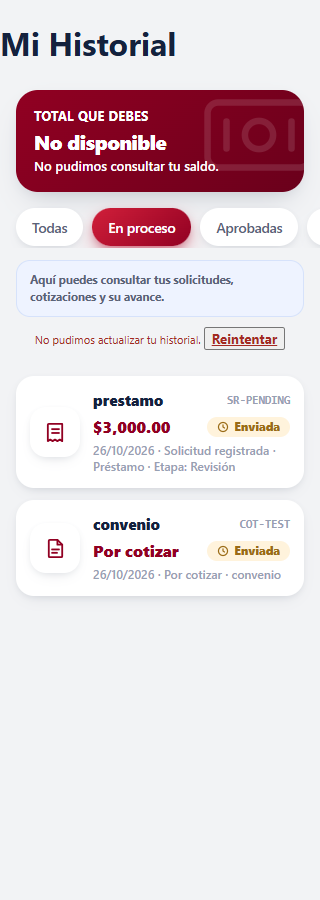 Mi Historial
TOTAL QUE DEBES
No disponible
No pudimos consultar tu saldo.
Todas
En proceso
Aprobadas
Aquí puedes consultar tus solicitudes,
cotizaciones y su avance.
No pudimos actualizar tu historial. Reintentar
prestamo SR-PENDING
$3,000.00 Enviada
26/10/2026 · Solicitud registrada ·
Préstamo · Etapa: Revisión
convenio COT-TEST
Por cotizar Enviada
26/10/2026 · Por cotizar · convenio